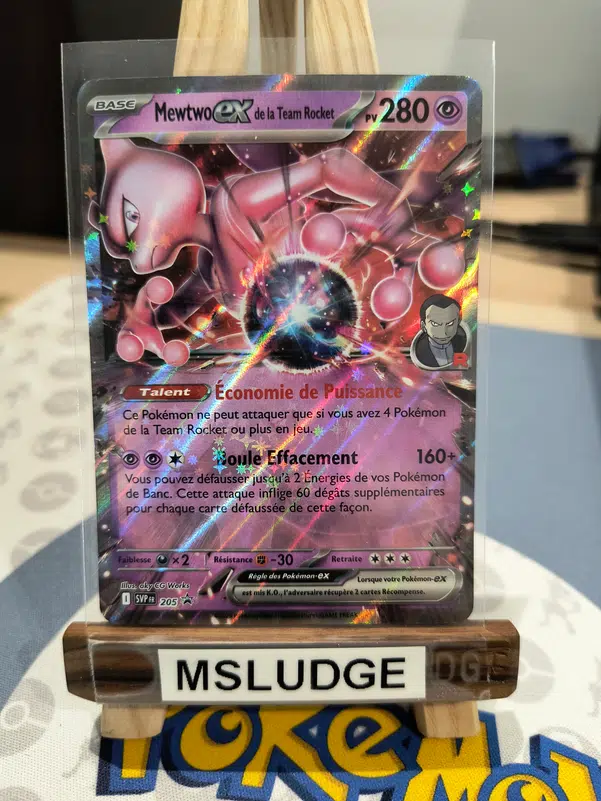 BASE Mewtwo ex de la Team Rocket PV 280
R
Talent Économie de Puissance
Ce Pokémon ne peut attaquer que si vous avez 4 Pokémon
de la Team Rocket ou plus en jeu.
Boule Effacement 160+
Vous pouvez défausser jusqu'à 2 Énergies de vos Pokémon
de Banc. Cette attaque inflige 60 dégâts supplémentaires
pour chaque carte défaussée de cette façon.
Faiblesse ×2 Résistance -30 Retraite
Illus. aky CG Works
Règle des Pokémon-ex Lorsque votre Pokémon-ex
est mis K.O., l'adversaire récupère 2 cartes Récompense.
I SVP FR 205
MSLUDGE
POKéMON